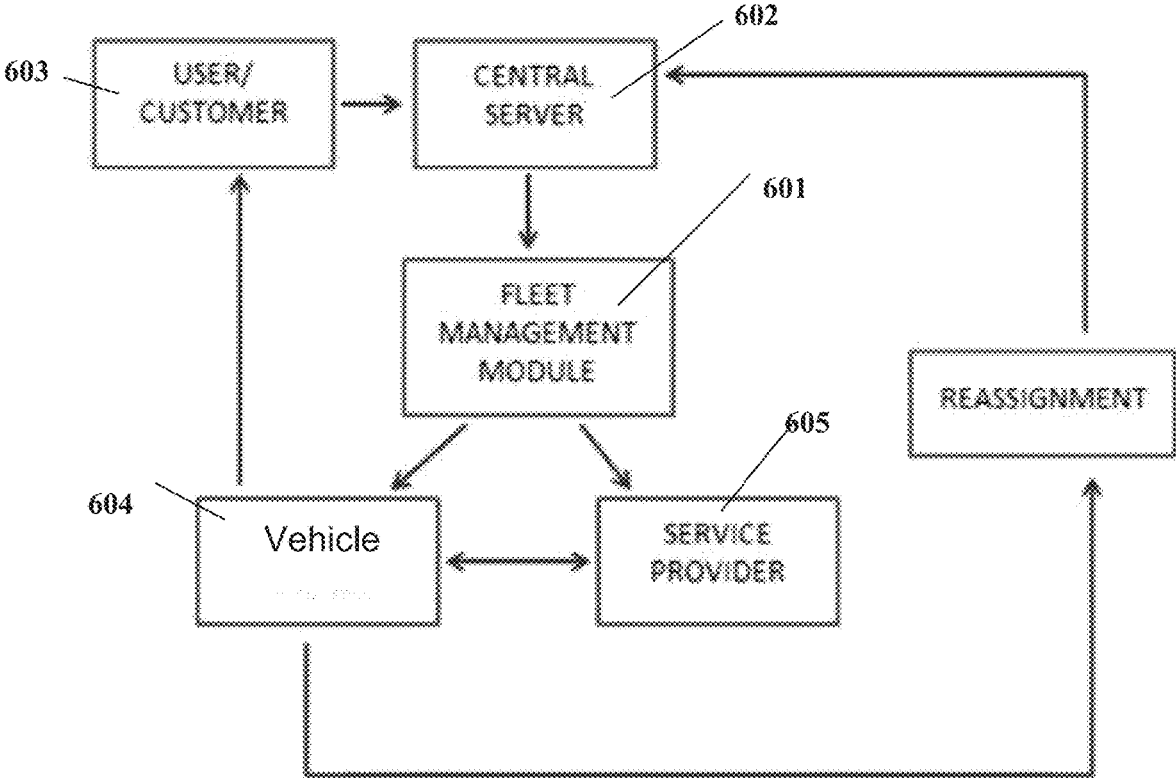 602
603
USER/
CUSTOMER
CENTRAL
SERVER
601
FLEET
MANAGEMENT
MODULE
REASSIGNMENT
605
604
Vehicle
SERVICE
PROVIDER